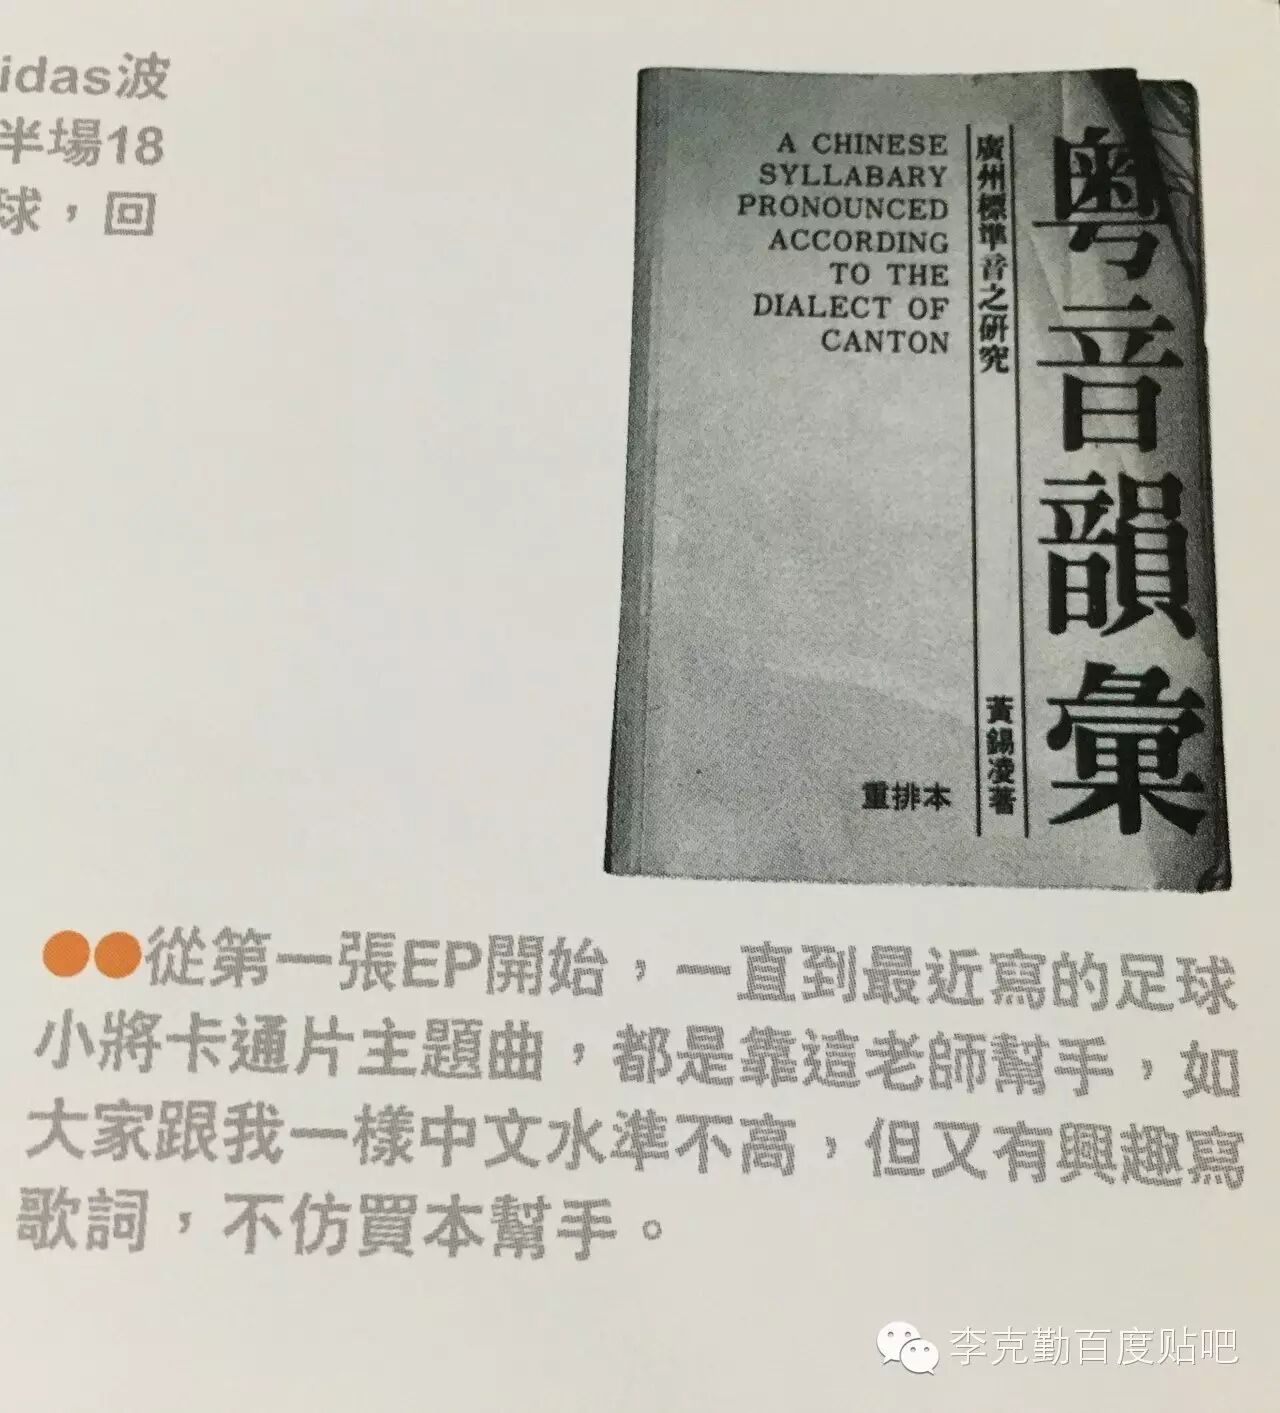 idas波
半場18
球，回
A CHINESE
SYLLABARY
PRONOUNCED
ACCORDING
TO THE
DIALECT OF
CANTON
廣州標準音之研究
黃錫凌著
粵音韻彙
重排本
從第一張EP開始，一直到最近寫的足球
小將卡通片主題曲，都是靠這老師幫手，如
大家跟我一樣中文水準不高，但又有興趣寫
歌詞，不仿買本幫手。
李克勤百度贴吧